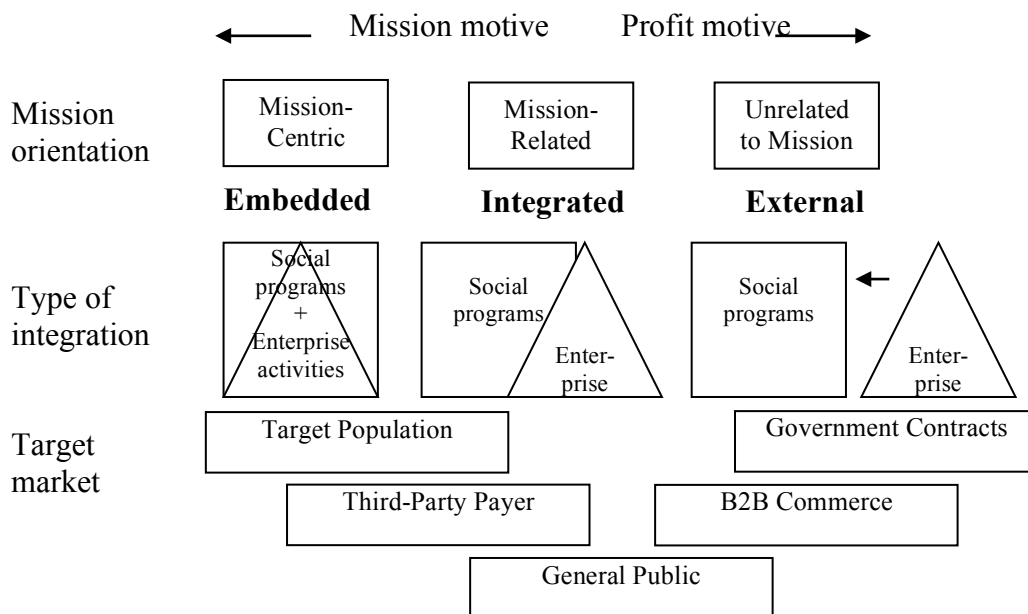 Mission motive Profit motive
Mission
orientation
Mission-
Centric
Mission-
Related
Unrelated
to Mission
Embedded Integrated External
Type of
integration
Social
programs
+
Enterprise
activities
Social
programs
Enter-
prise
Social
programs
Enter-
prise
Target
market
Target Population
Government Contracts
Third-Party Payer
B2B Commerce
General Public